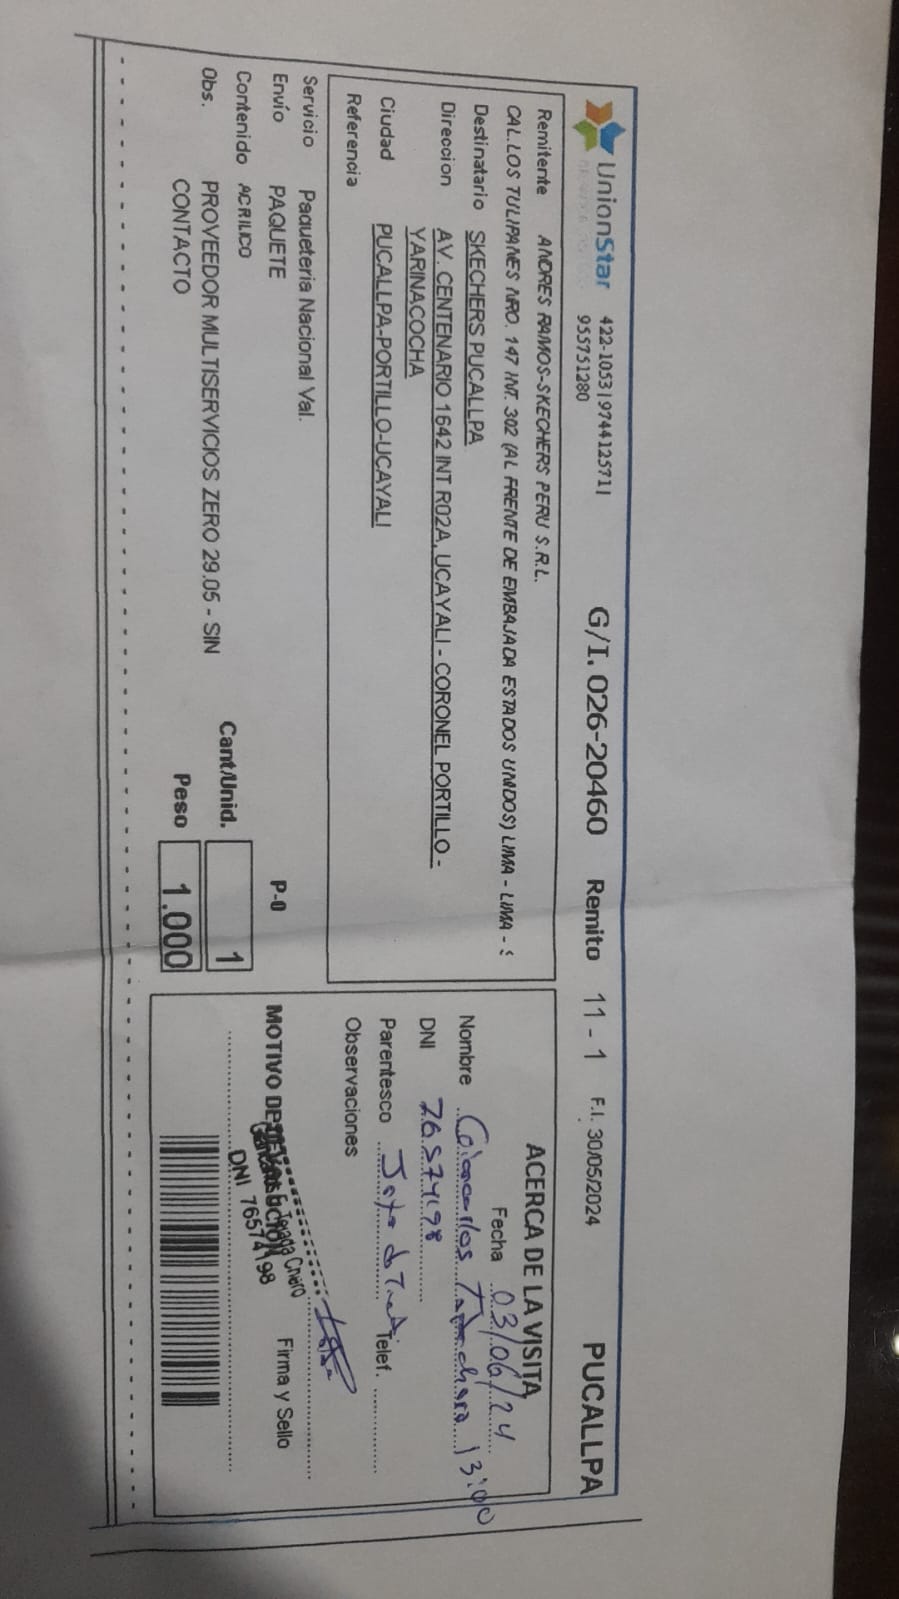 UnionStar
422-1053 | 974412571 |
955751280
G/I. 026-20460 Remito 11 - 1 F.I. 30/05/2024 PUCALLPA
Remitente ANDRES RAMOS-SKECHERS PERU S.R.L.
CAL.LOS TULIPANES NRO. 147 INT. 302 (AL FRENTE DE EMBAJADA ESTADOS UNIDOS) LIMA - LIMA - S
Destinatario SKECHERS PUCALLPA
Direccion AV. CENTENARIO 1642 INT R02A, UCAYALI - CORONEL PORTILLO -
YARINACOCHA
Ciudad PUCALLPA-PORTILLO-UCAYALI
Referencia
Servicio Paqueteria Nacional Val.
Envío PAQUETE P-0
Contenido ACRILICO
Obs. PROVEEDOR MULTISERVICIOS ZERO 29.05 - SIN
CONTACTO
Cant/Unid. 1
Peso 1.000
ACERCA DE LA VISITA
Fecha 03/06/24
Nombre 13:00
DNI 76574198
Parentesco Telef.
Observaciones
Firma y Sello
MOTIVO DE
DNI 76574198